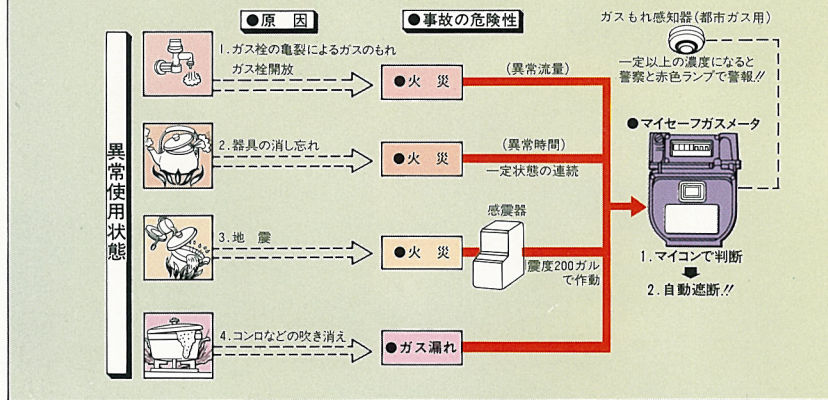 ●原 因
●事故の危険性
ガスもれ感知器(都市ガス用)
一定以上の濃度になると
警察と赤色ランプで警報!!
異常使用状態
1.ガス栓の亀裂によるガスのもれ
ガス栓開放
●火 災
(異常流量)
●マイセーフガスメータ
2.器具の消し忘れ
●火 災
(異常時間)
一定状態の連続
3.地 震
●火 災
感震器
震度200ガル
で作動
1.マイコンで判断
2.自動遮断!!
4.コンロなどの吹き消え
●ガス漏れ